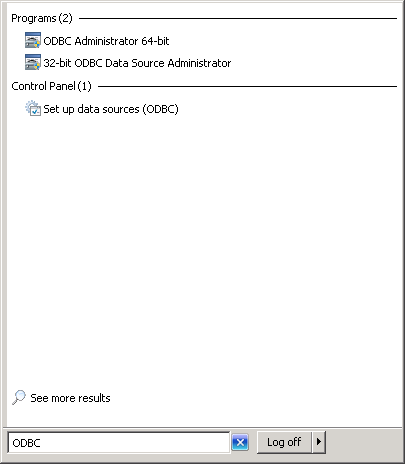 Programs (2)
ODBC Administrator 64-bit
32-bit ODBC Data Source Administrator
Control Panel (1)
Set up data sources (ODBC)
See more results
ODBC
Log off